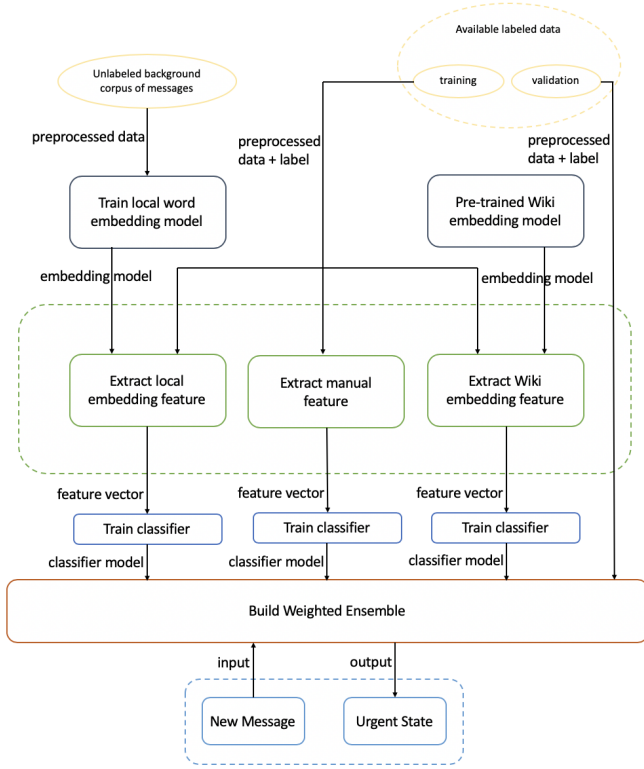 Available labeled data
Unlabeled background
corpus of messages
training
validation
preprocessed data
preprocessed
data + label
preprocessed
data + label
Train local word
embedding model
Pre-trained Wiki
embedding model
embedding model
embedding model
Extract local
embedding feature
Extract manual
feature
Extract Wiki
embedding feature
feature vector
feature vector
feature vector
Train classifier
Train classifier
Train classifier
classifier model
classifier model
classifier model
Build Weighted Ensemble
input
output
New Message
Urgent State